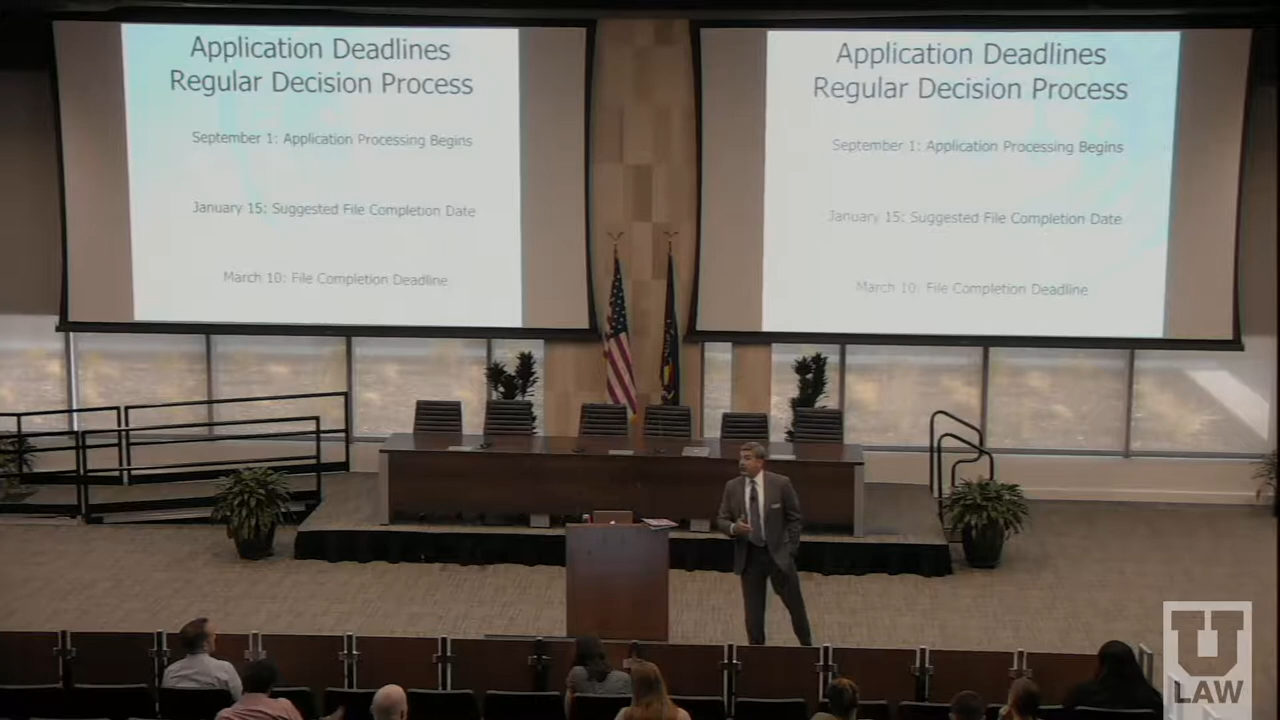 Application Deadlines
Regular Decision Process
September 1: Application Processing Begins
January 15: Suggested File Completion Date
March 10: File Completion Deadline
Application Deadlines
Regular Decision Process
September 1: Application Processing Begins
January 15: Suggested File Completion Date
March 10: File Completion Deadline
U
LAW